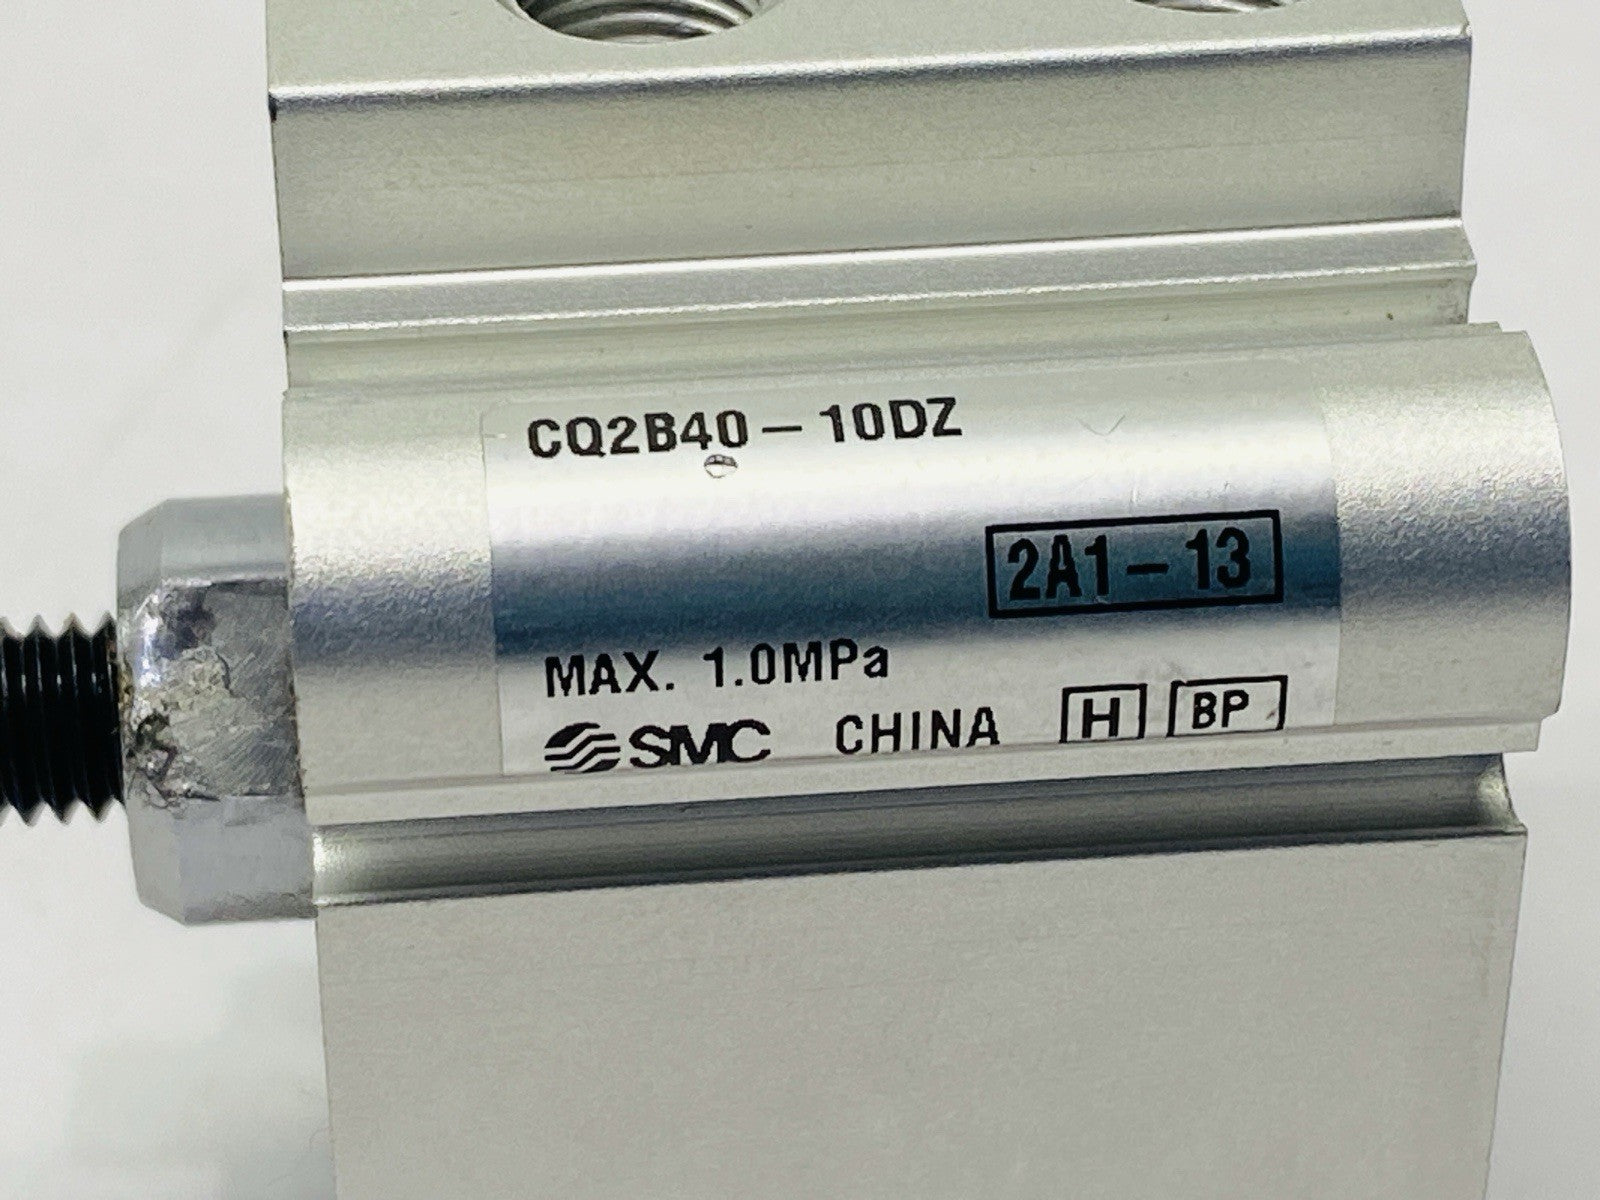 CQ2B40-10DZ
2A1-13
MAX. 1.0MPa
SMC CHINA H BP